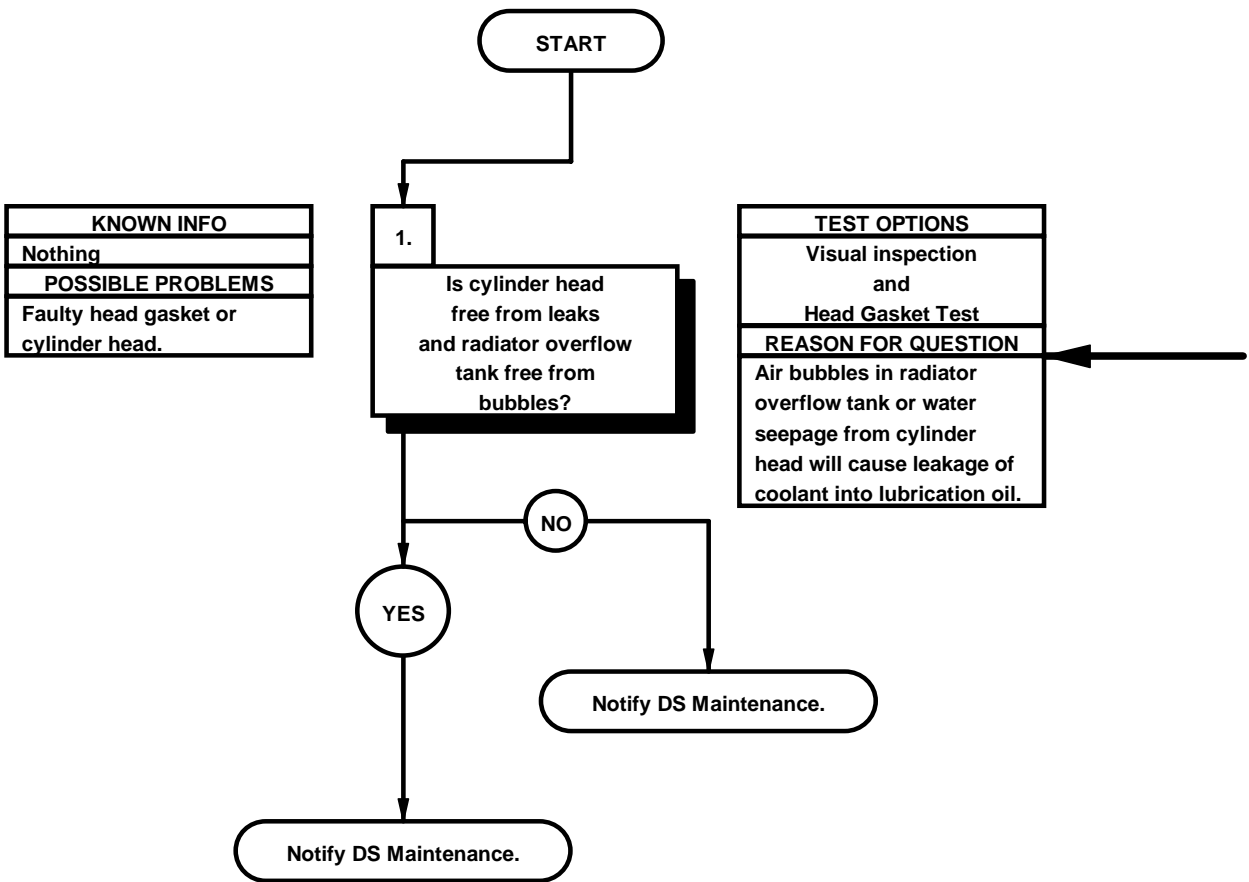 START
KNOWN INFO
Nothing
POSSIBLE PROBLEMS
Faulty head gasket or
cylinder head.
1.
Is cylinder head
free from leaks
and radiator overflow
tank free from
bubbles?
TEST OPTIONS
Visual inspection
and
Head Gasket Test
REASON FOR QUESTION
Air bubbles in radiator
overflow tank or water
seepage from cylinder
head will cause leakage of
coolant into lubrication oil.
NO
YES
Notify DS Maintenance.
Notify DS Maintenance.